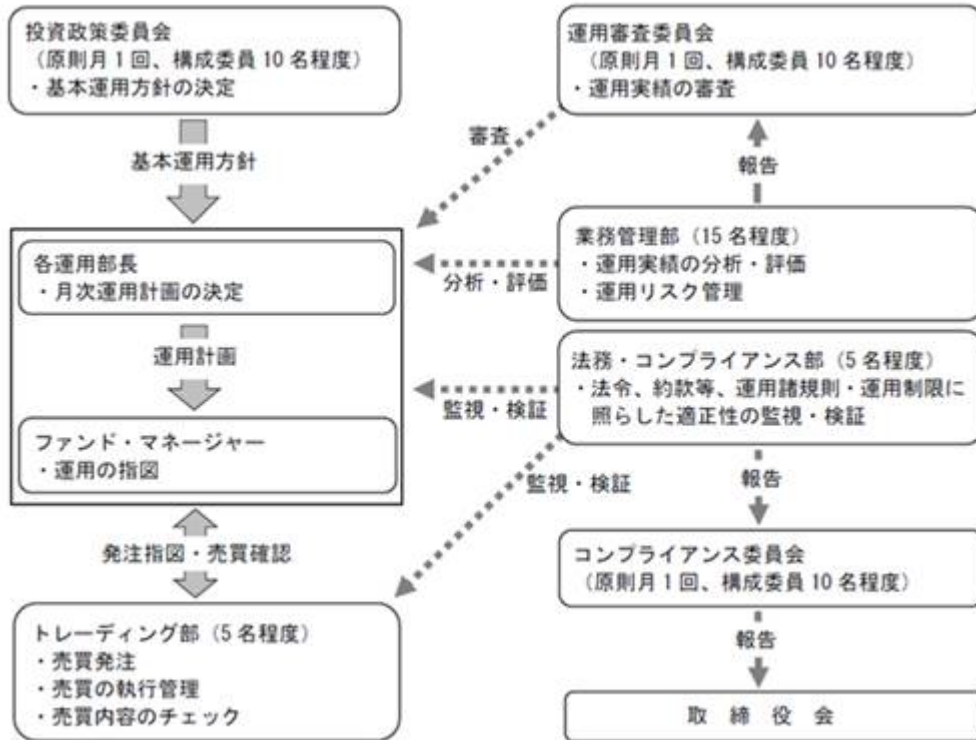 投資政策委員会
（原則月1回、構成委員10名程度）
・基本運用方針の決定
基本運用方針
各運用部長
・月次運用計画の決定
運用計画
ファンド・マネージャー
・運用の指図
発注指図・売買確認
トレーディング部（5名程度）
・売買発注
・売買の執行管理
・売買内容のチェック
運用審査委員会
（原則月1回、構成委員10名程度）
・運用実績の審査
審査
報告
業務管理部（15名程度）
・運用実績の分析・評価
・運用リスク管理
分析・評価
法務・コンプライアンス部（5名程度）
・法令、約款等、運用諸規則・運用制限に
照らした適正性の監視・検証
監視・検証
監視・検証
報告
コンプライアンス委員会
（原則月1回、構成委員10名程度）
報告
取締役会